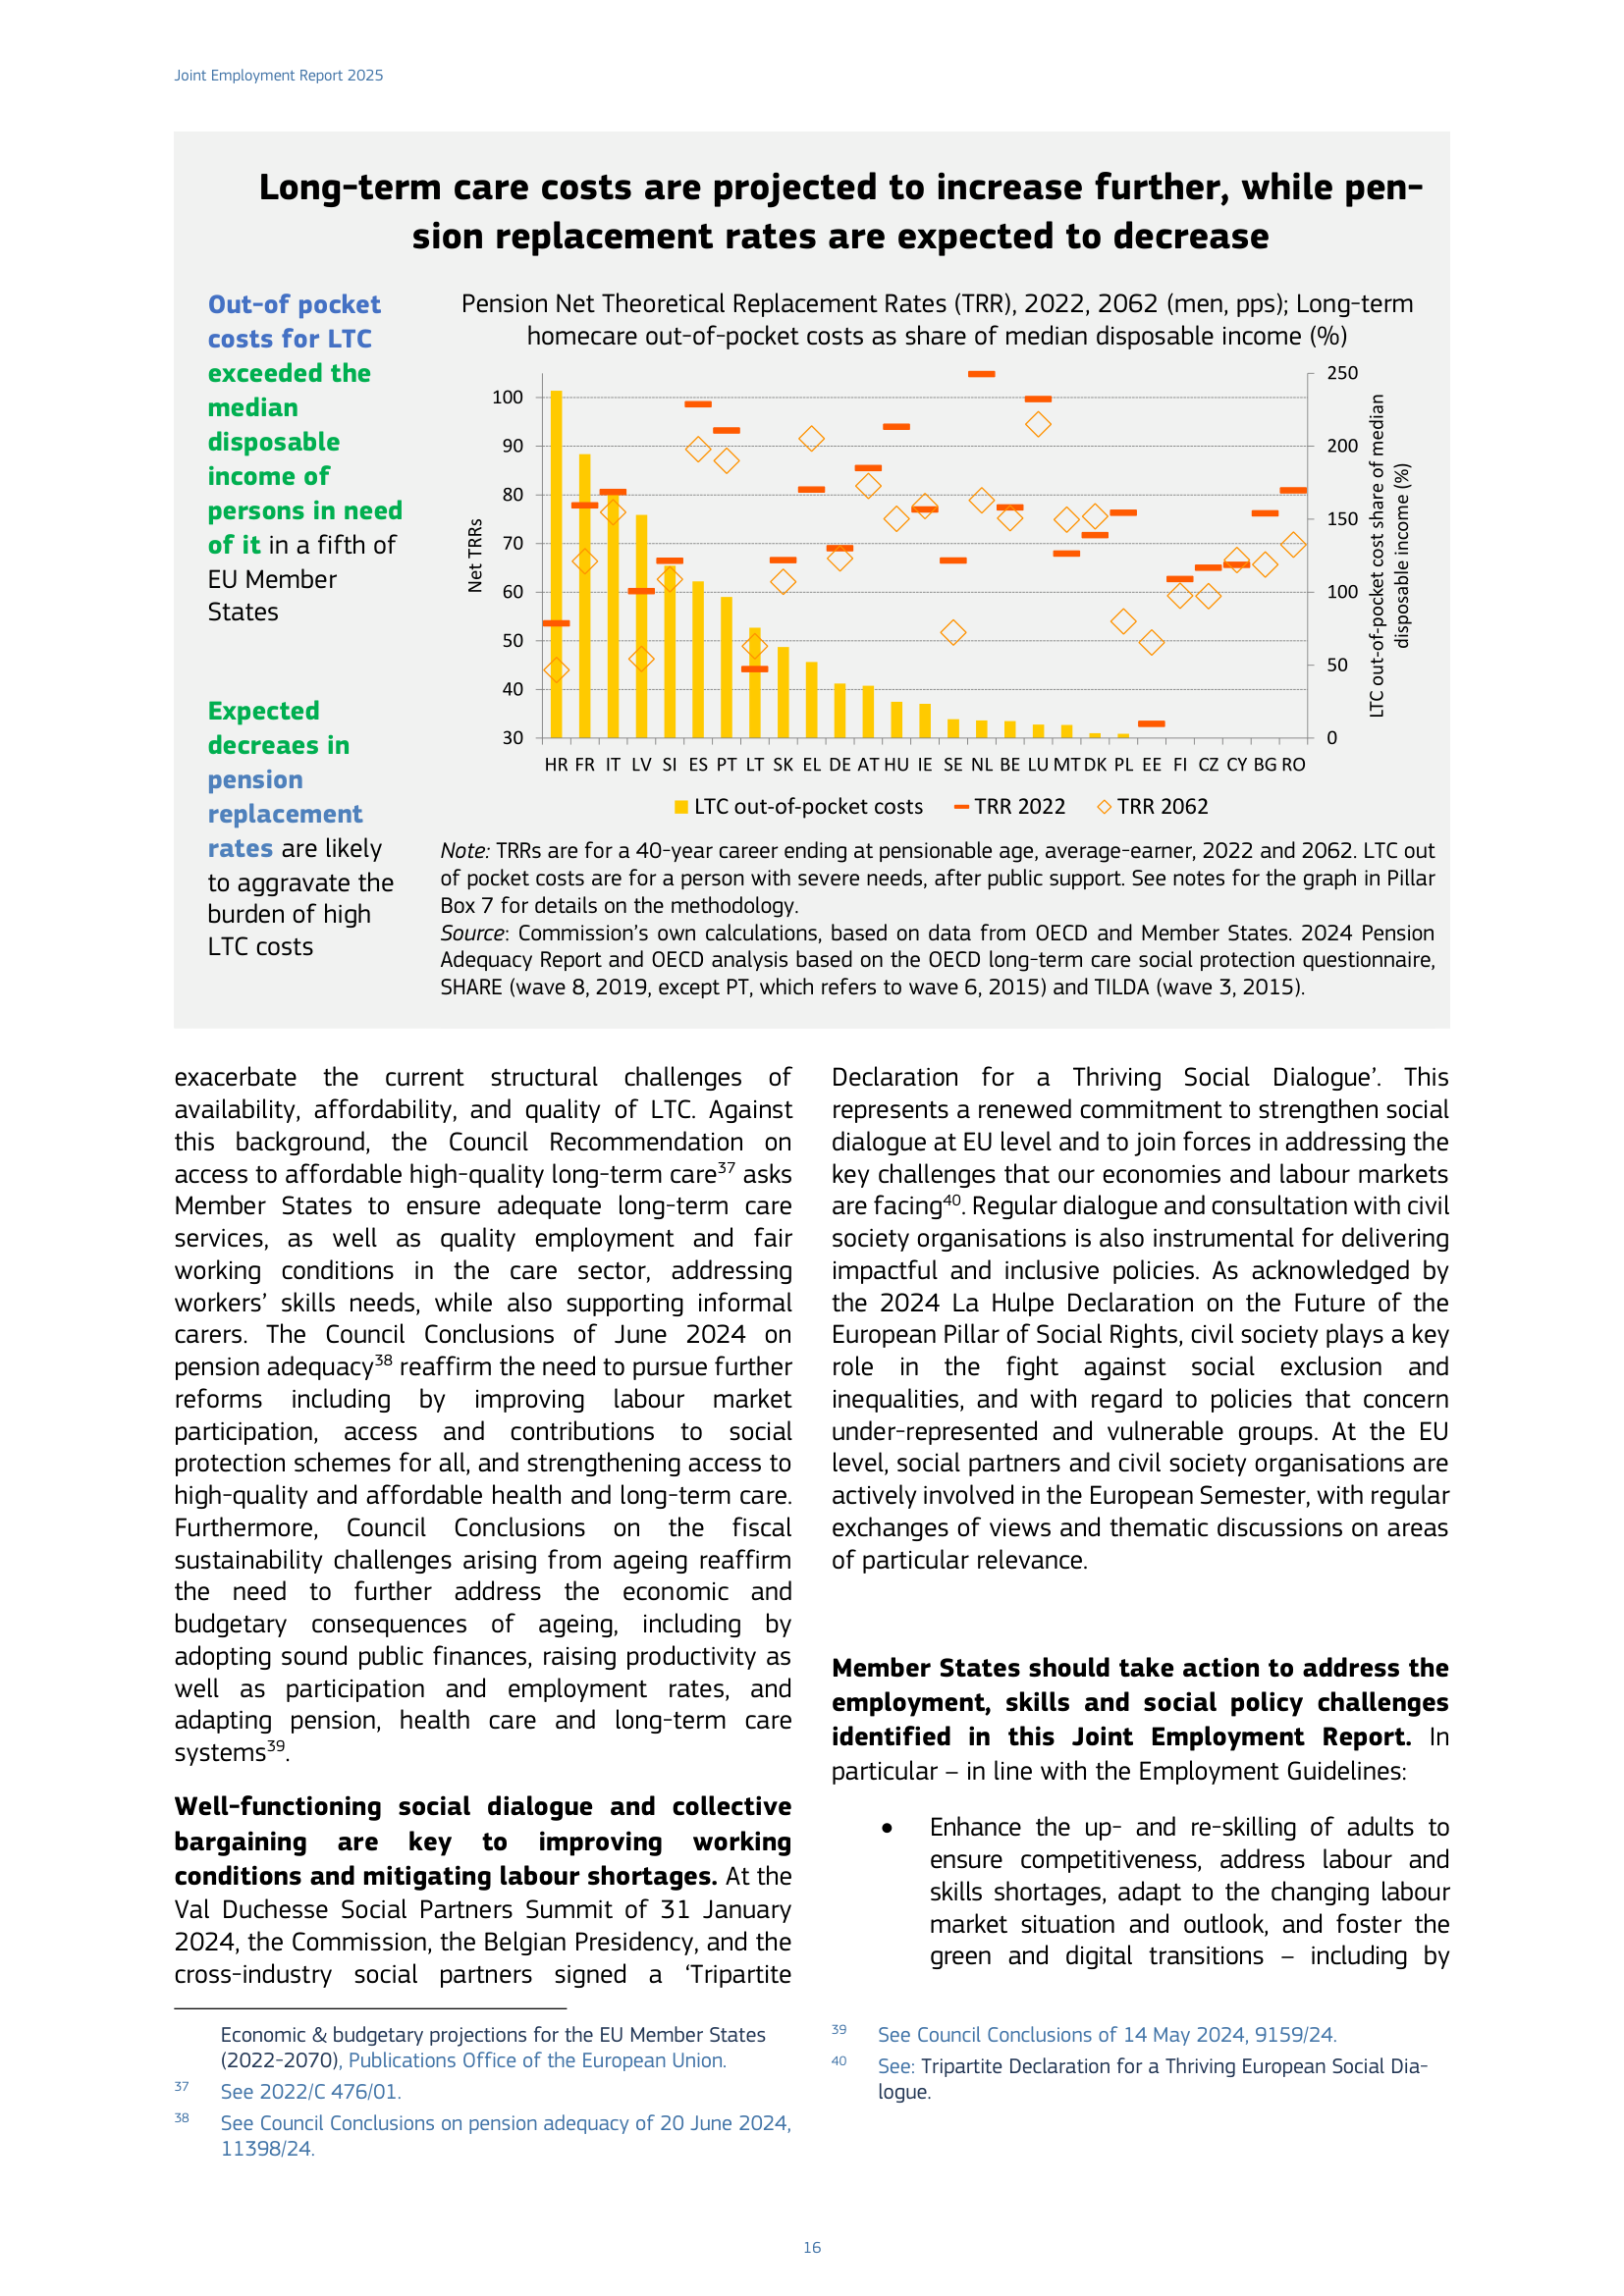 Joint Employment Report 2025
Long-term care costs are projected to increase further, while pen-
sion replacement rates are expected to decrease
Out-of pocket
costs for LTC
exceeded the
median
disposable
income of
persons in need
of it in a fifth of
EU Member
States
Expected
decreaes in
pension
replacement
rates are likely
to aggravate the
burden of high
LTC costs
Pension Net Theoretical Replacement Rates (TRR), 2022, 2062 (men, pps); Long-term
homecare out-of-pocket costs as share of median disposable income (%)
Net TRRs
100
90
80
70
60
50
40
30
250
200
150
100
50
0
LTC out-of-pocket cost share of median
disposable income (%)
HR FR IT LV SI ES PT LT SK EL DE AT HU IE SE NL BE LU MT DK PL EE FI CZ CY BG RO
LTC out-of-pocket costs TRR 2022 TRR 2062
Note: TRRs are for a 40-year career ending at pensionable age, average-earner, 2022 and 2062. LTC out
of pocket costs are for a person with severe needs, after public support. See notes for the graph in Pillar
Box 7 for details on the methodology.
Source: Commission’s own calculations, based on data from OECD and Member States. 2024 Pension
Adequacy Report and OECD analysis based on the OECD long-term care social protection questionnaire,
SHARE (wave 8, 2019, except PT, which refers to wave 6, 2015) and TILDA (wave 3, 2015).
exacerbate the current structural challenges of
availability, affordability, and quality of LTC. Against
this background, the Council Recommendation on
access to affordable high-quality long-term care37 asks
Member States to ensure adequate long-term care
services, as well as quality employment and fair
working conditions in the care sector, addressing
workers’ skills needs, while also supporting informal
carers. The Council Conclusions of June 2024 on
pension adequacy38 reaffirm the need to pursue further
reforms including by improving labour market
participation, access and contributions to social
protection schemes for all, and strengthening access to
high-quality and affordable health and long-term care.
Furthermore, Council Conclusions on the fiscal
sustainability challenges arising from ageing reaffirm
the need to further address the economic and
budgetary consequences of ageing, including by
adopting sound public finances, raising productivity as
well as participation and employment rates, and
adapting pension, health care and long-term care
systems39.
Well-functioning social dialogue and collective
bargaining are key to improving working
conditions and mitigating labour shortages. At the
Val Duchesse Social Partners Summit of 31 January
2024, the Commission, the Belgian Presidency, and the
cross-industry social partners signed a ‘Tripartite
Declaration for a Thriving Social Dialogue’. This
represents a renewed commitment to strengthen social
dialogue at EU level and to join forces in addressing the
key challenges that our economies and labour markets
are facing40. Regular dialogue and consultation with civil
society organisations is also instrumental for delivering
impactful and inclusive policies. As acknowledged by
the 2024 La Hulpe Declaration on the Future of the
European Pillar of Social Rights, civil society plays a key
role in the fight against social exclusion and
inequalities, and with regard to policies that concern
under-represented and vulnerable groups. At the EU
level, social partners and civil society organisations are
actively involved in the European Semester, with regular
exchanges of views and thematic discussions on areas
of particular relevance.
Member States should take action to address the
employment, skills and social policy challenges
identified in this Joint Employment Report. In
particular – in line with the Employment Guidelines:
• Enhance the up- and re-skilling of adults to
ensure competitiveness, address labour and
skills shortages, adapt to the changing labour
market situation and outlook, and foster the
green and digital transitions – including by
Economic & budgetary projections for the EU Member States
(2022-2070), Publications Office of the European Union.
37 See 2022/C 476/01.
38 See Council Conclusions on pension adequacy of 20 June 2024,
11398/24.
39 See Council Conclusions of 14 May 2024, 9159/24.
40 See: Tripartite Declaration for a Thriving European Social Dia-
logue.
16